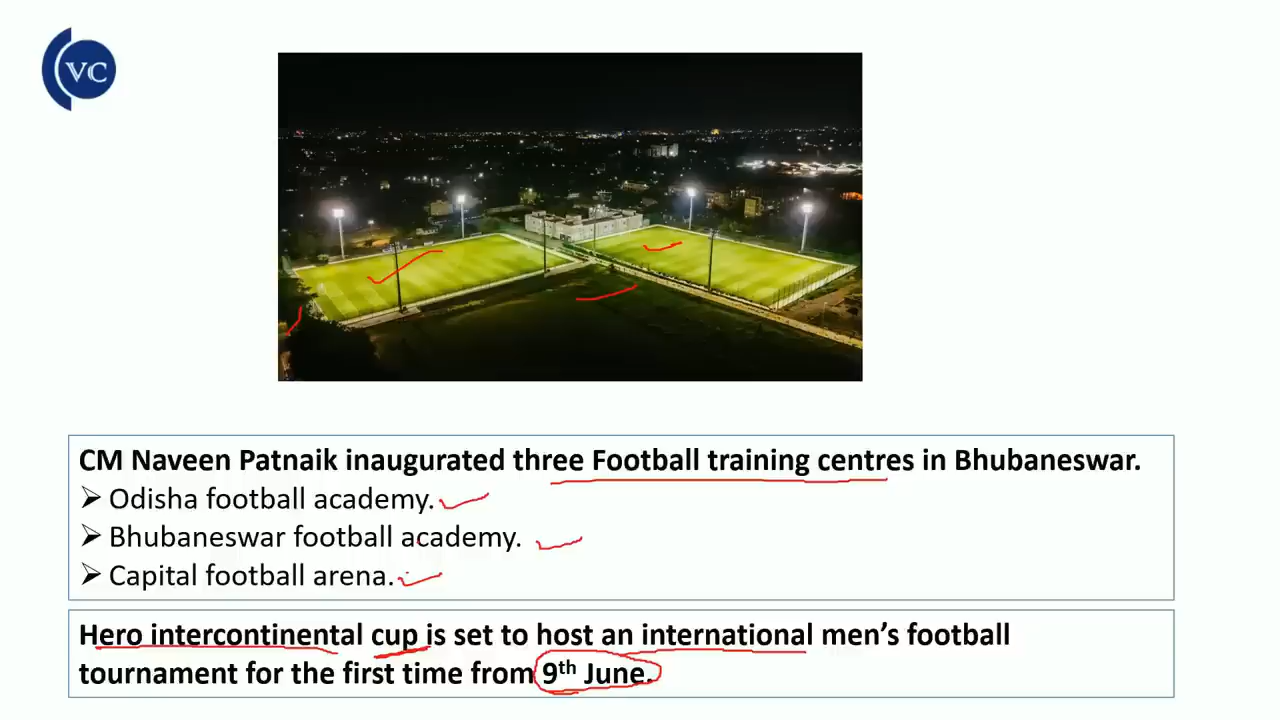 VC
CM Naveen Patnaik inaugurated three Football training centres in Bhubaneswar.
➢ Odisha football academy.
➢ Bhubaneswar football academy.
➢ Capital football arena.
Hero intercontinental cup is set to host an international men’s football
tournament for the first time from 9th June.